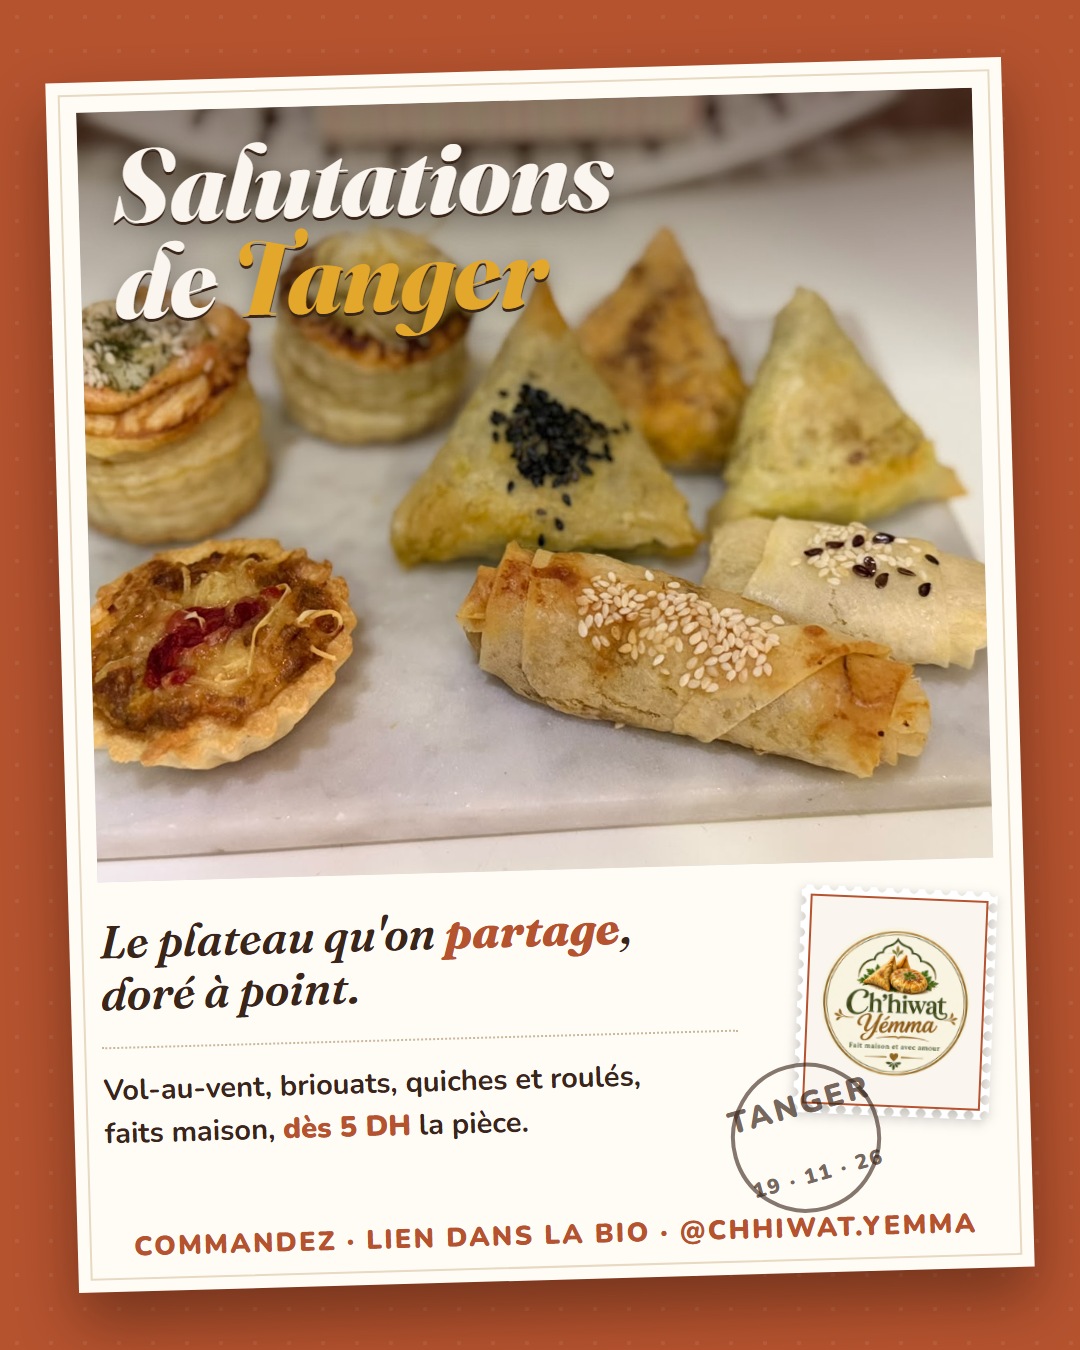 Salutations
de Tanger
Le plateau qu'on partage,
doré à point.
Ch'hiwat
Yémma
Fait maison et avec amour
Vol-au-vent, briouats, quiches et roulés,
faits maison, dès 5 DH la pièce.
TANGER
19 · 11 · 26
COMMANDEZ · LIEN DANS LA BIO · @CHHIWAT.YEMMA